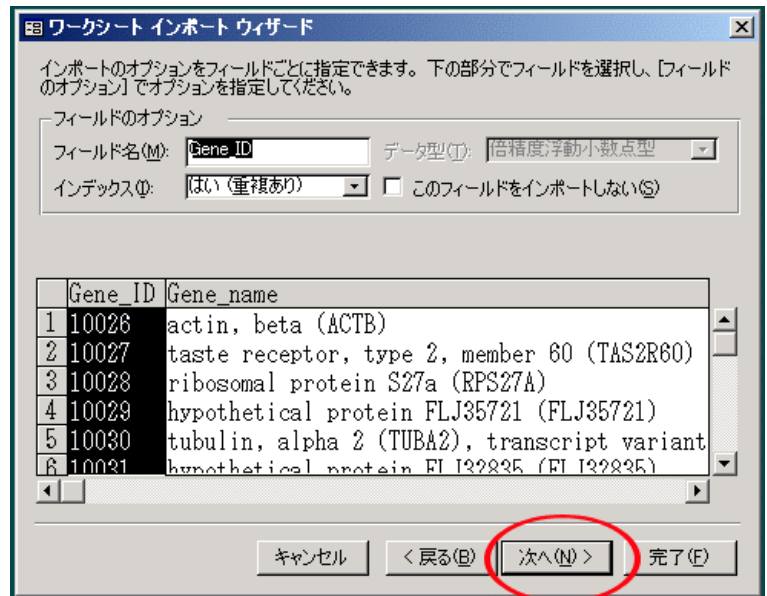 ワークシート インポート ウィザード
インポートのオプションをフィールドごとに指定できます。下の部分でフィールドを選択し、[フィールド
のオプション] でオプションを指定してください。
フィールドのオプション
フィールド名(M): Gene_ID データ型(T): 倍精度浮動小数点型
インデックス(I): はい (重複あり) このフィールドをインポートしない(S)
Gene_ID Gene_name
1 10026 actin, beta (ACTB)
2 10027 taste receptor, type 2, member 60 (TAS2R60)
3 10028 ribosomal protein S27a (RPS27A)
4 10029 hypothetical protein FLJ35721 (FLJ35721)
5 10030 tubulin, alpha 2 (TUBA2), transcript variant
6 10031 hypothetical protein FLJ32835 (FLJ32835)
キャンセル < 戻る(B) 次へ(N) > 完了(F)